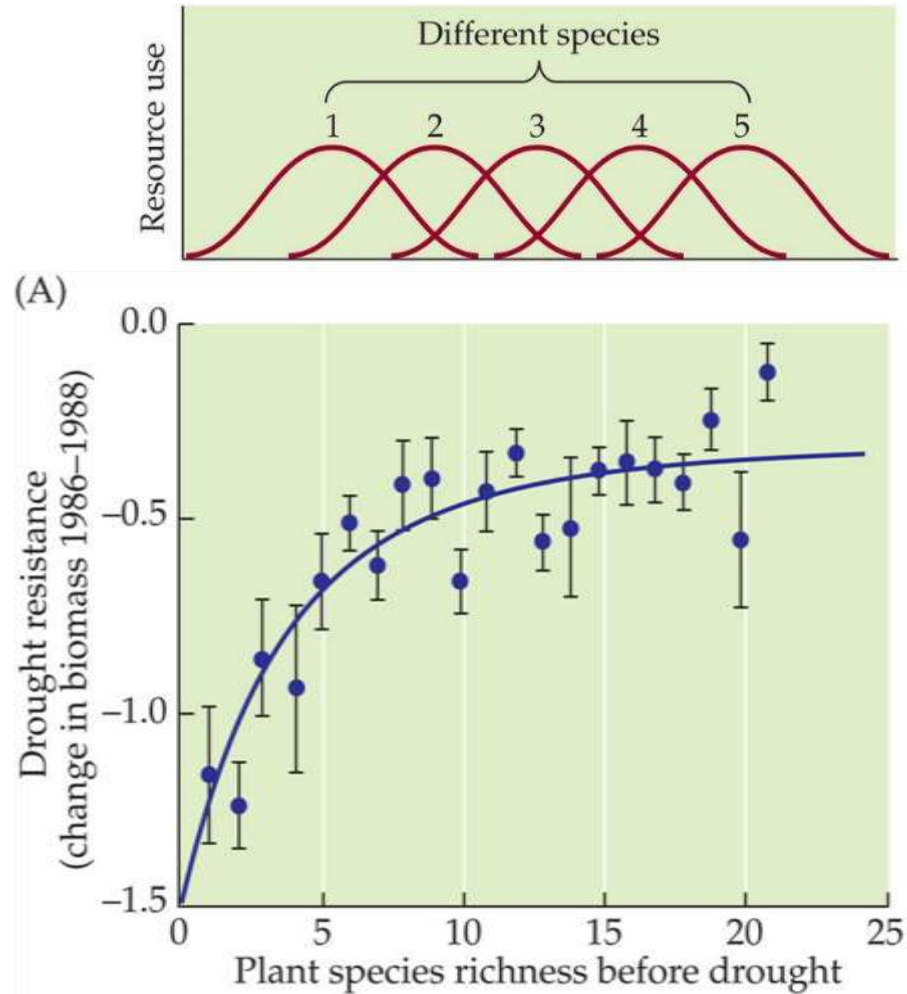 Different species
1 2 3 4 5
Resource use
(A)
0.0
−0.5
−1.0
−1.5
Drought resistance
(change in biomass 1986–1988)
0 5 10 15 20 25
Plant species richness before drought